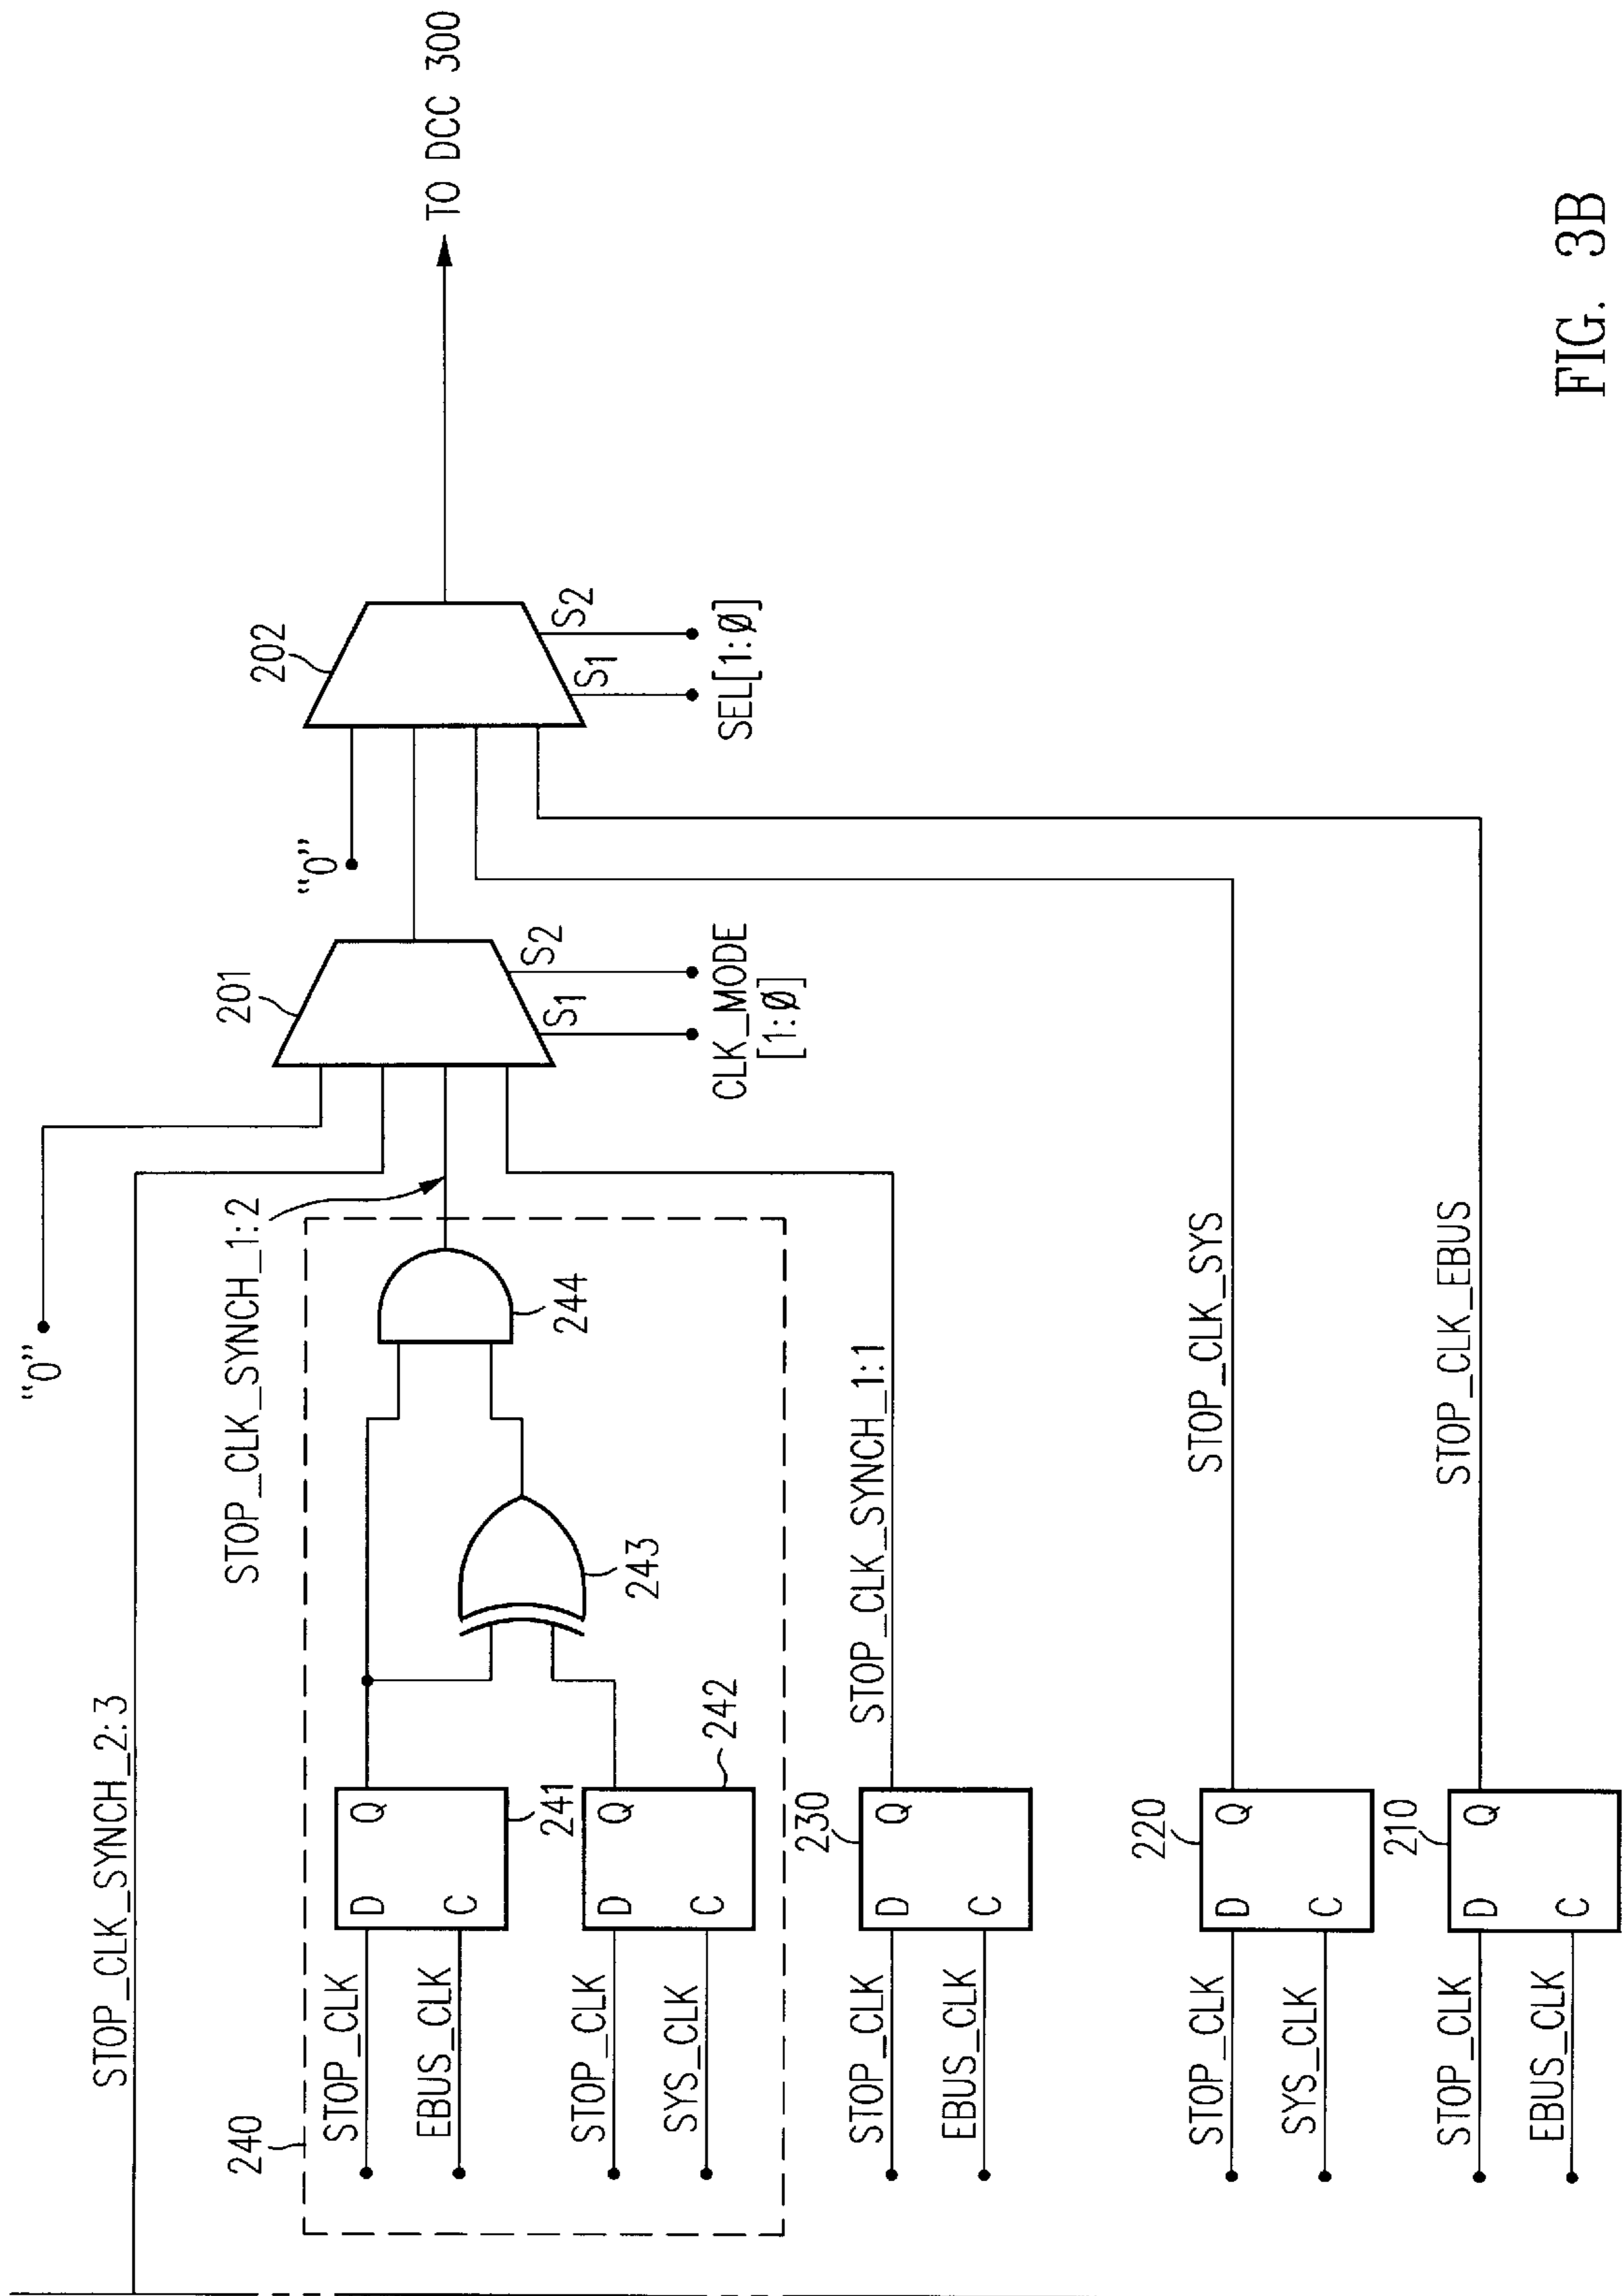 "0"
STOP_CLK_SYNCH_2:3
STOP_CLK_SYNCH_1:2
240
STOP_CLK
EBUS_CLK
D
Q
C
241
STOP_CLK
SYS_CLK
D
Q
C
242
243
244
201
S1
S2
CLK_MODE
[1:Ø]
"0"
202
S1
S2
SEL[1:Ø]
TO DCC 300
STOP_CLK
EBUS_CLK
230
D
Q
C
STOP_CLK_SYNCH_1:1
STOP_CLK
SYS_CLK
220
D
Q
C
STOP_CLK_SYS
STOP_CLK
EBUS_CLK
210
D
Q
C
STOP_CLK_EBUS
FIG. 3B